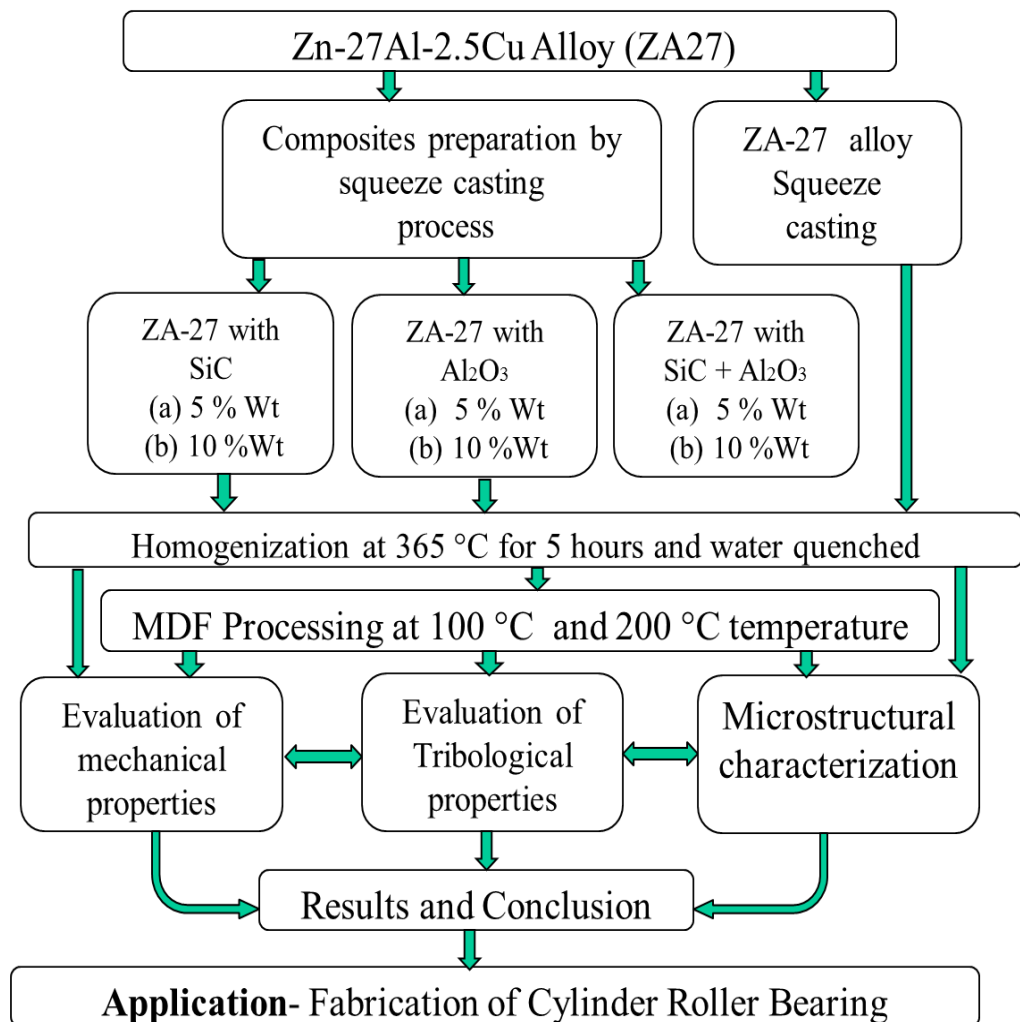 Zn-27Al-2.5Cu Alloy (ZA27)
Composites preparation by
squeeze casting
process
ZA-27 alloy
Squeeze
casting
ZA-27 with
SiC
(a) 5 % Wt
(b) 10 %Wt
ZA-27 with
Al₂O₃
(a) 5 % Wt
(b) 10 %Wt
ZA-27 with
SiC + Al₂O₃
(a) 5 % Wt
(b) 10 %Wt
Homogenization at 365 °C for 5 hours and water quenched
MDF Processing at 100 °C and 200 °C temperature
Evaluation of
mechanical
properties
Evaluation of
Tribological
properties
Microstructural
characterization
Results and Conclusion
Application- Fabrication of Cylinder Roller Bearing